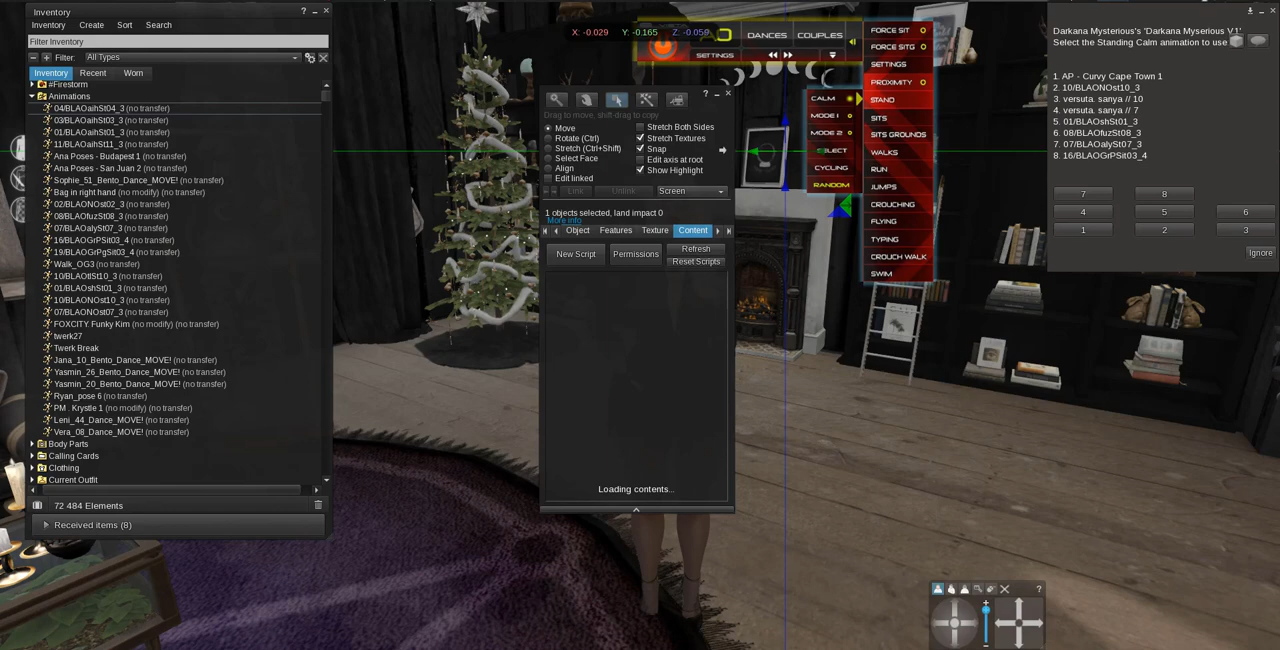 Inventory
Inventory Create Sort Search
Filter Inventory
Filter: All Types
Inventory Recent Worn
#Firestorm
Animations
04/BLAOaihSt04_3 (no transfer)
03/BLAOaihSt03_3 (no transfer)
01/BLAOaihSt01_3 (no transfer)
11/BLAOaihSt11_3 (no transfer)
Ana Poses - Budapest 1 (no transfer)
Ana Poses - San Juan 2 (no transfer)
Sophie_51_Bento_Dance_MOVE! (no transfer)
Bag in right hand (no modify) (no transfer)
02/BLAONOst02_3 (no transfer)
08/BLAOfuzSt08_3 (no transfer)
07/BLAOalySt07_3 (no transfer)
16/BLAOGrPSit03_4 (no transfer)
19/BLAOGrPgSit03_4 (no transfer)
Walk_OG3 (no transfer)
10/BLAOtlSt10_3 (no transfer)
01/BLAOshSt01_3 (no transfer)
10/BLAONOst10_3 (no transfer)
07/BLAONOst07_3 (no transfer)
FOXCITY. Funky Kim (no modify) (no transfer)
twerk27
Twerk Break
Jana_10_Bento_Dance_MOVE! (no transfer)
Yasmin_26_Bento_Dance_MOVE! (no transfer)
Yasmin_20_Bento_Dance_MOVE! (no transfer)
Ryan_pose 6 (no transfer)
PM . Krystle 1 (no modify) (no transfer)
Leni_44_Dance_MOVE! (no transfer)
Vera_08_Dance_MOVE! (no transfer)
Body Parts
Calling Cards
Clothing
Current Outfit
72 484 Elements
Received items (8)
X: -0.029 Y: -0.165 Z: -0.059
DANCES COUPLES
SETTINGS
Drag to move, shift-drag to copy
Move
Rotate (Ctrl)
Stretch (Ctrl+Shift)
Select Face
Align
Edit linked
Stretch Both Sides
Stretch Textures
Snap
Edit axis at root
Show Highlight
Link Unlink Screen
1 objects selected, land impact 0
More info
Object Features Texture Content
New Script Permissions Refresh
Reset Scripts
Loading contents...
CALM
MODE 1
MODE 2
CYCLING
RANDOM
FORCE SIT
FORCE SITG
SETTINGS
PROXIMITY
STAND
SITS
SITS GROUNDS
WALKS
RUN
JUMPS
CROUCHING
FLYING
TYPING
CROUCH WALK
SWIM
Darkana Mysterious's 'Darkana Myserious V.1'
Select the Standing Calm animation to use
1. AP - Curvy Cape Town 1
2. 10/BLAONOst10_3
3. versuta. sanya // 10
4. versuta. sanya // 7
5. 01/BLAOshSt01_3
6. 08/BLAOfuzSt08_3
7. 07/BLAOalySt07_3
8. 16/BLAOGrPSit03_4
7 8
4 5 6
1 2 3
Ignore